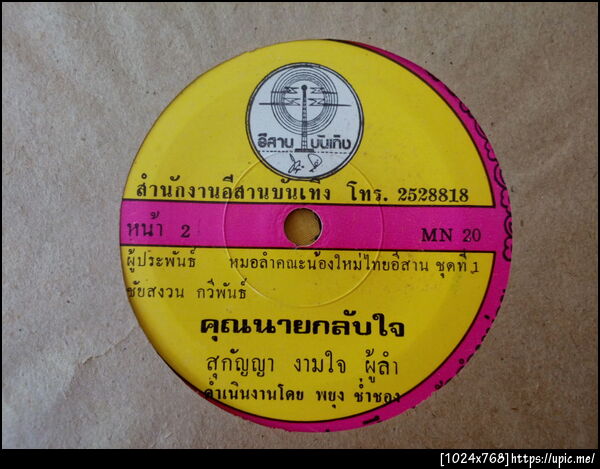 อีสาน บันเทิง
สำนักงานอีสานบันเทิง โทร. 2528818
หน้า 2 MN 20
ผู้ประพันธ์ หมอลำคณะน้องใหม่ไทยอีสาน ชุดที่ 1
ชัยสงวน ทวีพันธ์
คุณนายกลับใจ
สุกัญญา งามใจ ผู้ลำ
ดำเนินงานโดย พยุง ช่ำชอง
[1024x768]https://upic.me/